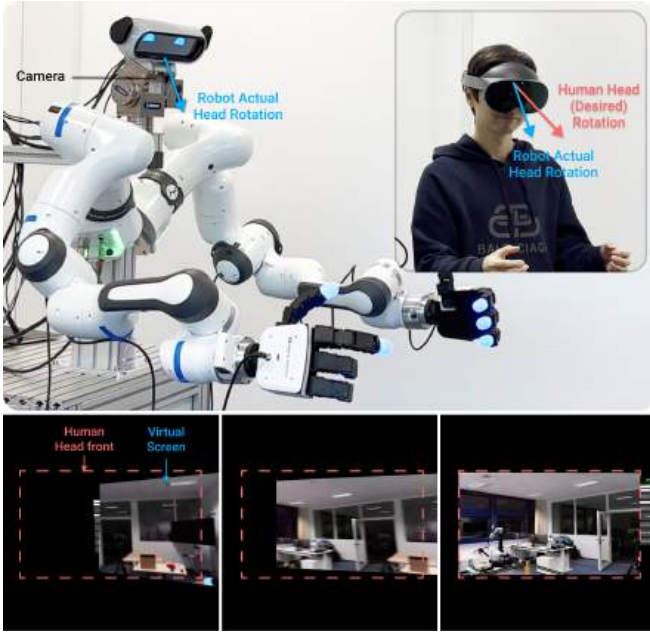 Camera
Robot Actual
Head Rotation
Human Head
(Desired)
Rotation
Robot Actual
Head Rotation
BALENCIAGA
Human
Head front
Virtual
Screen